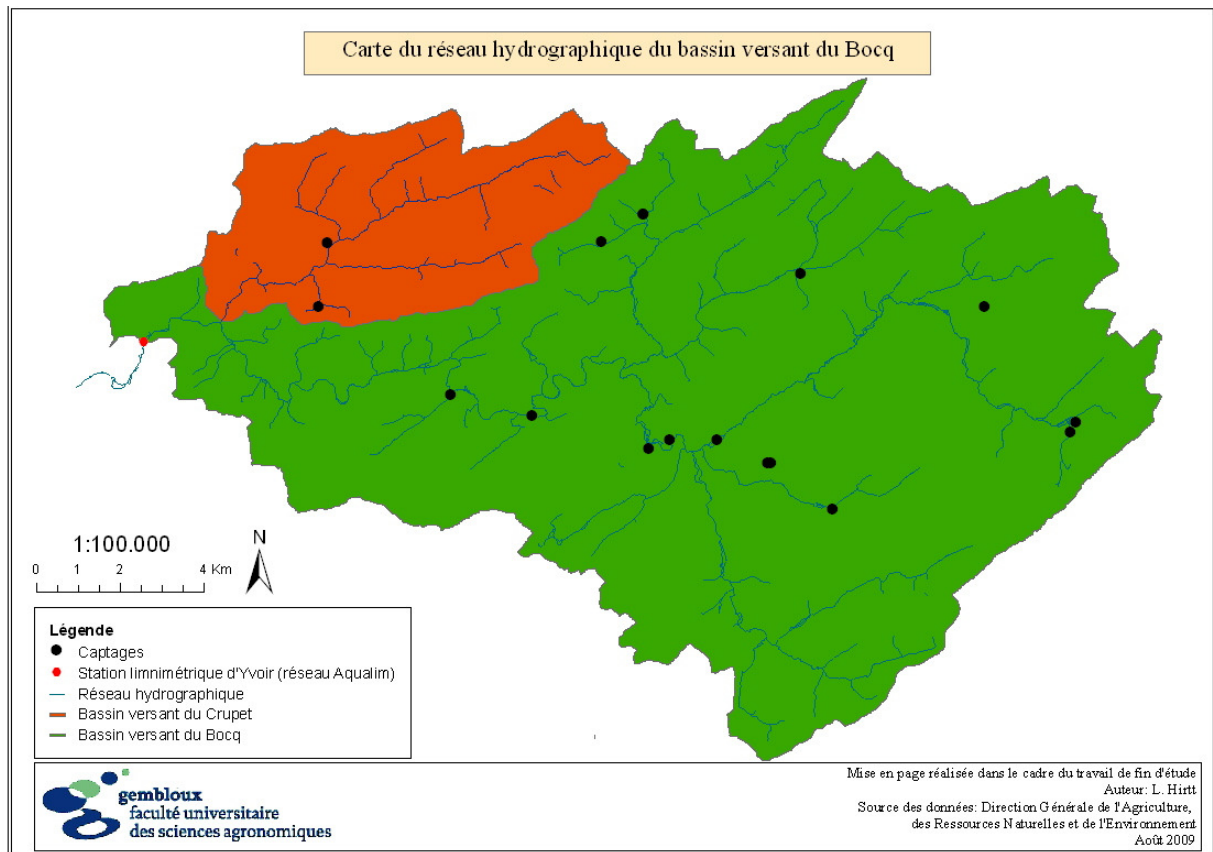 Carte du réseau hydrographique du bassin versant du Bocq
1:100.000
N
0 1 2 4 Km
Légende
Captages
Station limnimétrique d'Yvoir (réseau Aqualim)
Réseau hydrographique
Bassin versant du Crupet
Bassin versant du Bocq
gembloux
faculté universitaire
des sciences agronomiques
Mise en page réalisée dans le cadre du travail de fin d'étude
Auteur: L. Hirtt
Source des données: Direction Générale de l'Agriculture,
des Ressources Naturelles et de l'Environnement
Août 2009